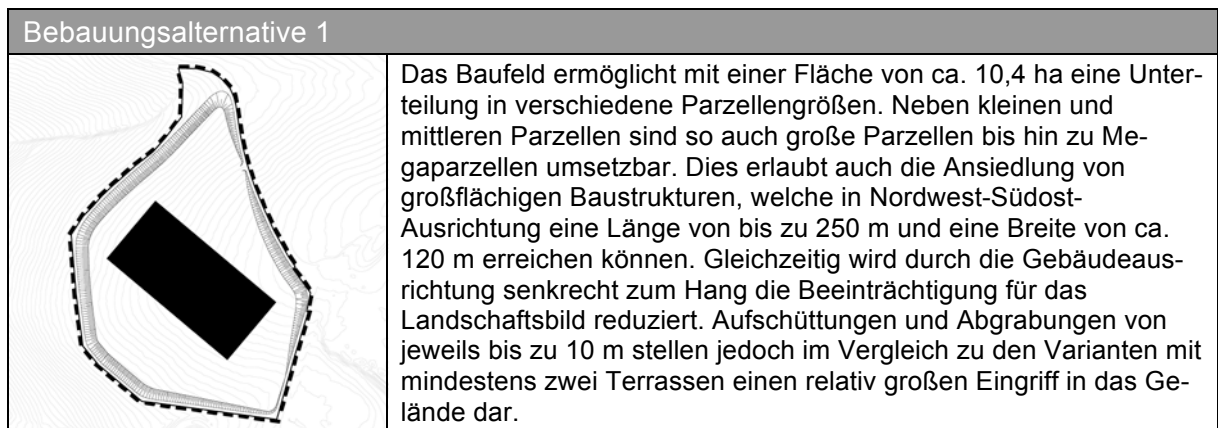 Bebauungsalternative 1
Das Baufeld ermöglicht mit einer Fläche von ca. 10,4 ha eine Unter-
teilung in verschiedene Parzellengrößen. Neben kleinen und
mittleren Parzellen sind so auch große Parzellen bis hin zu Me-
gaparzellen umsetzbar. Dies erlaubt auch die Ansiedlung von
großflächigen Baustrukturen, welche in Nordwest-Südost-
Ausrichtung eine Länge von bis zu 250 m und eine Breite von ca.
120 m erreichen können. Gleichzeitig wird durch die Gebäudeaus-
richtung senkrecht zum Hang die Beeinträchtigung für das
Landschaftsbild reduziert. Aufschüttungen und Abgrabungen von
jeweils bis zu 10 m stellen jedoch im Vergleich zu den Varianten mit
mindestens zwei Terrassen einen relativ großen Eingriff in das Ge-
lände dar.